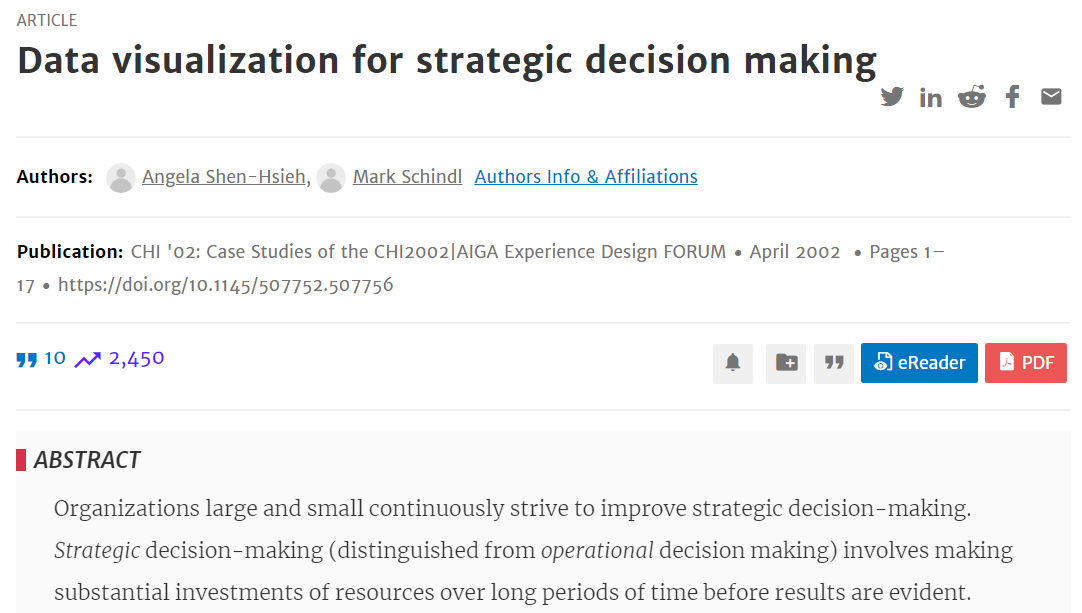 ARTICLE
Data visualization for strategic decision making
in
Authors: Angela Shen-Hsieh, Mark Schindl Authors Info & Affiliations
Publication: CHI '02: Case Studies of the CHI2002|AIGA Experience Design FORUM • April 2002 • Pages 1–
17 • https://doi.org/10.1145/507752.507756
10 2,450
eReader PDF
ABSTRACT
Organizations large and small continuously strive to improve strategic decision-making.
Strategic decision-making (distinguished from operational decision making) involves making
substantial investments of resources over long periods of time before results are evident.